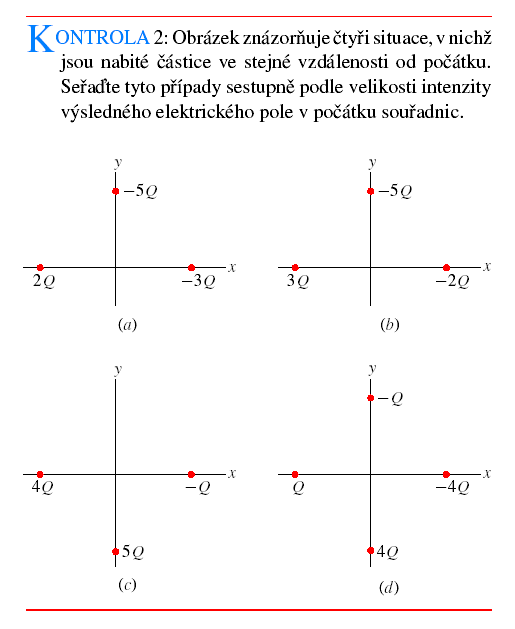 KONTROLA 2: Obrázek znázorňuje čtyři situace, v nichž
jsou nabité částice ve stejné vzdálenosti od počátku.
Seřaďte tyto případy sestupně podle velikosti intenzity
výsledného elektrického pole v počátku souřadnic.
y
−5Q
x
2Q
−3Q
(a)
y
−5Q
x
3Q
−2Q
(b)
y
x
4Q
−Q
5Q
(c)
y
−Q
x
Q
−4Q
4Q
(d)